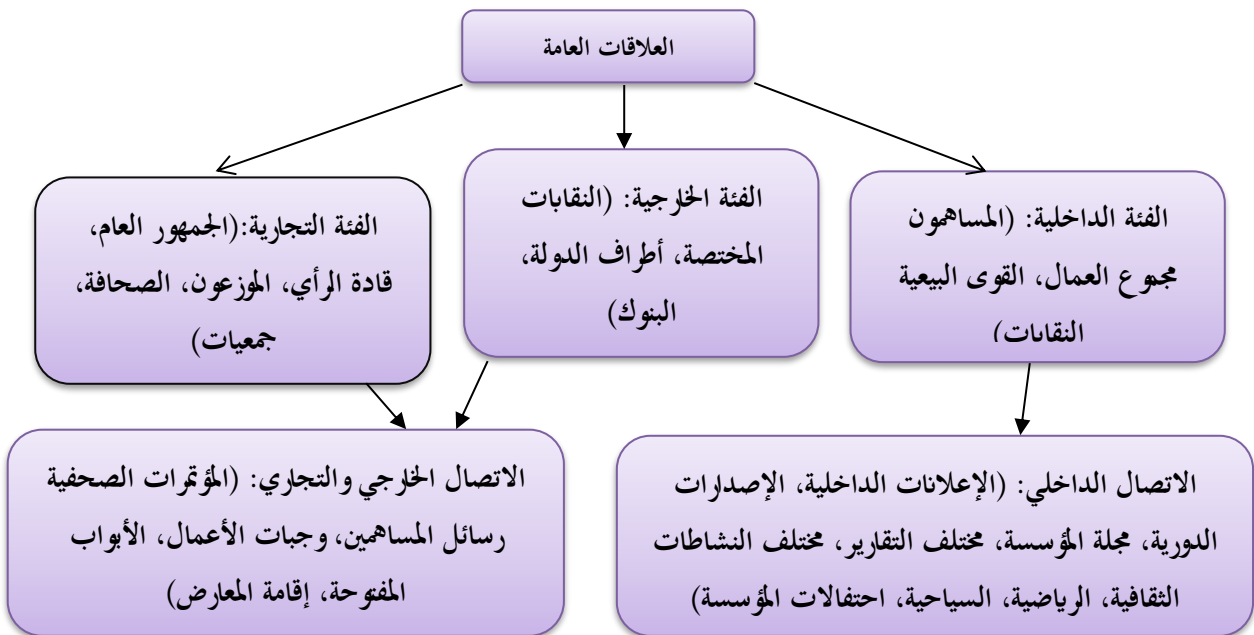 العلاقات العامة
الفئة الداخلية: (المساهمون
مجموع العمال، القوى البيعية
النقابات)
الفئة الخارجية: (النقابات
المختصة، أطراف الدولة،
البنوك)
الفئة التجارية:(الجمهور العام،
قادة الرأي، الموزعون، الصحافة،
جمعيات)
الاتصال الداخلي: (الإعلانات الداخلية، الإصدارات
الدورية، مجلة المؤسسة، مختلف التقارير، مختلف النشاطات
الثقافية، الرياضية، السياحية، احتفالات المؤسسة)
الاتصال الخارجي والتجاري: (المؤتمرات الصحفية
رسائل المساهمين، وجبات الأعمال، الأبواب
المفتوحة، إقامة المعارض)